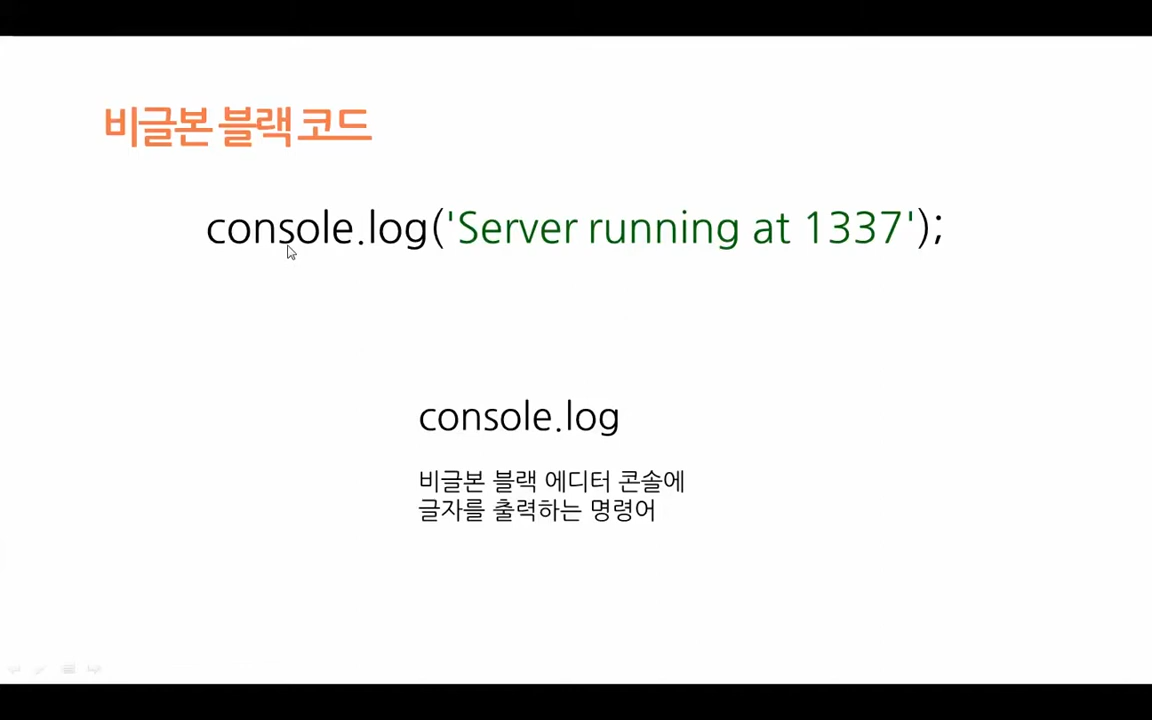 비글본 블랙 코드
console.log('Server running at 1337');
console.log
비글본 블랙 에디터 콘솔에
글자를 출력하는 명령어